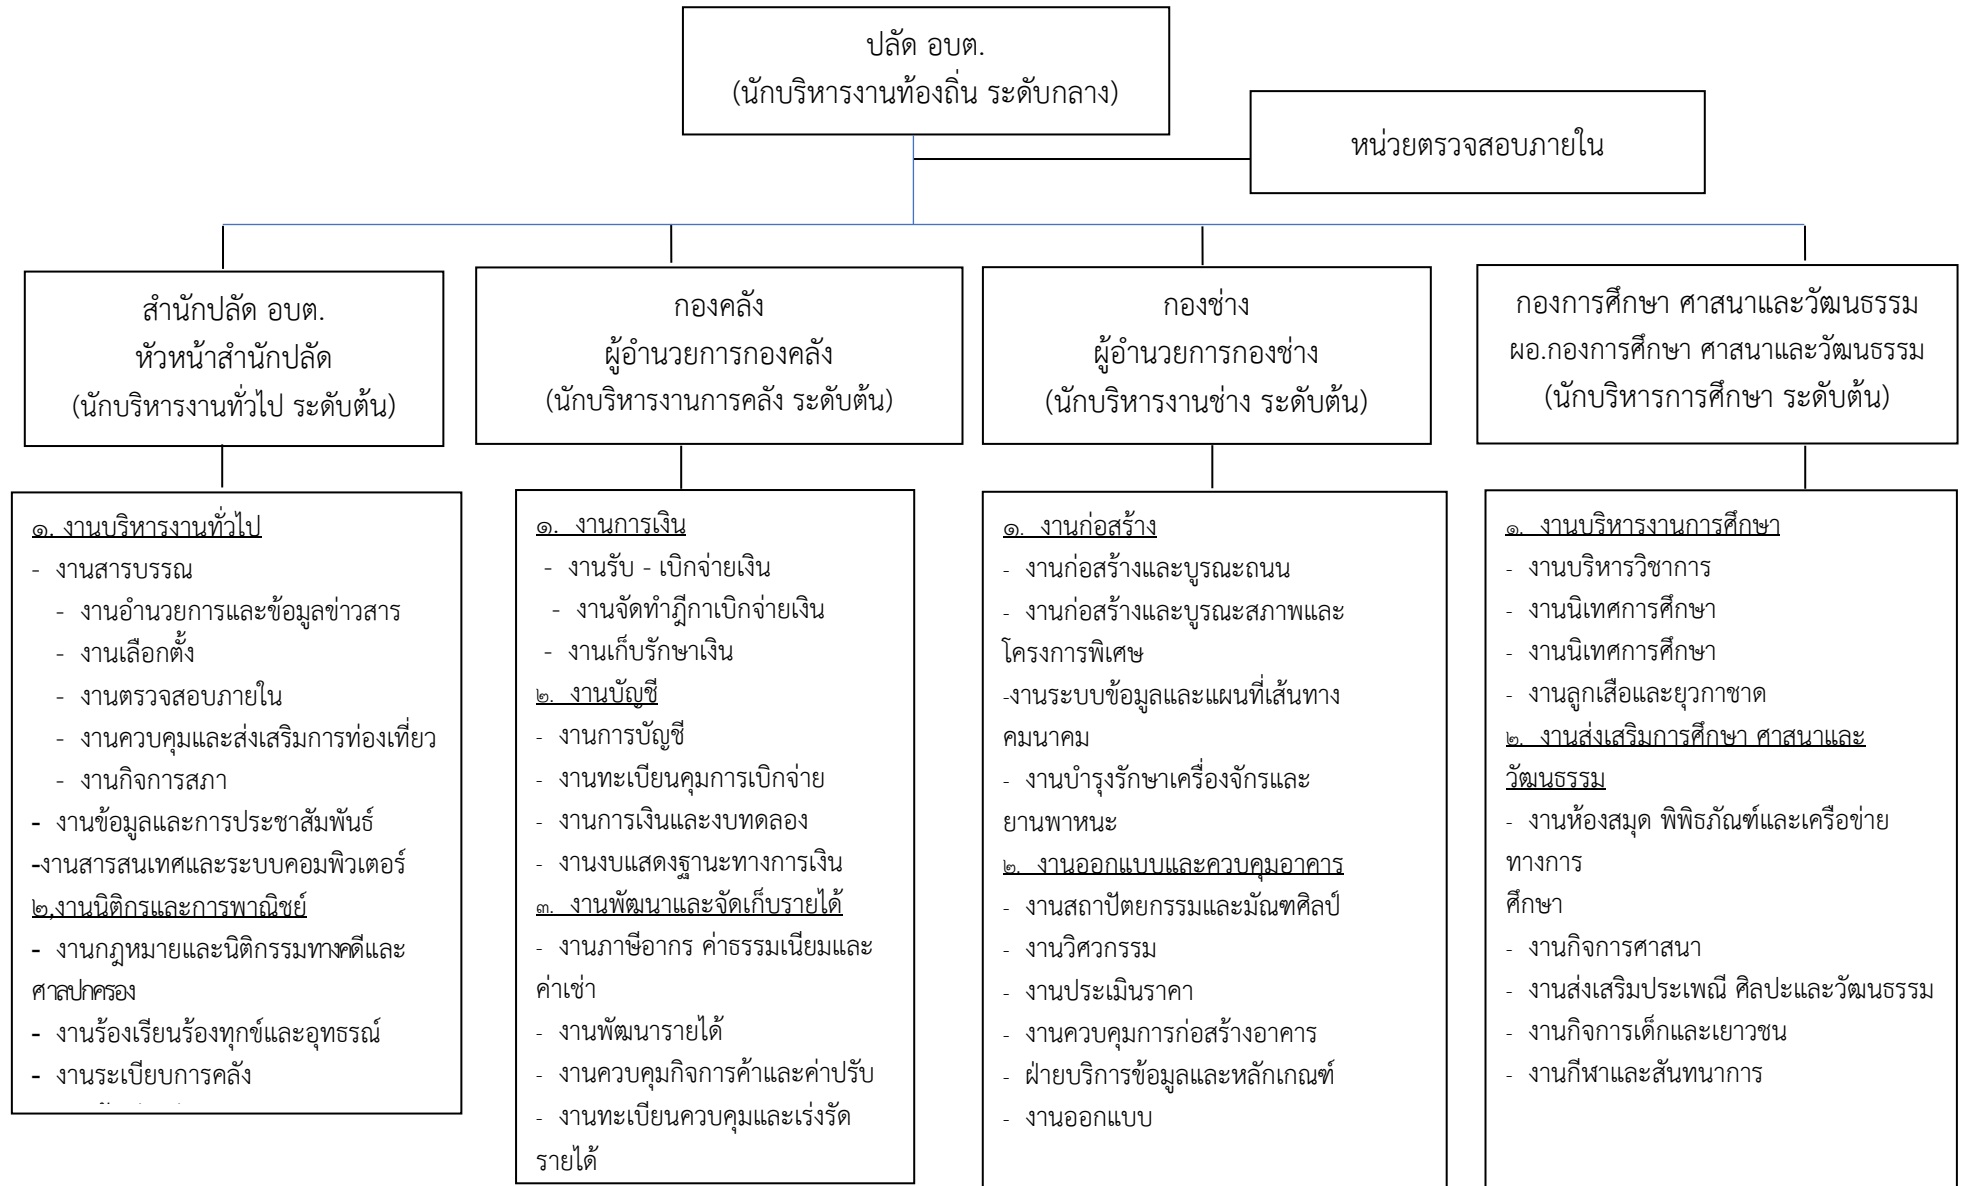 ปลัด อบต.
(นักบริหารงานท้องถิ่น ระดับกลาง)
หน่วยตรวจสอบภายใน
สำนักปลัด อบต.
หัวหน้าสำนักปลัด
(นักบริหารงานทั่วไป ระดับต้น)
กองคลัง
ผู้อำนวยการกองคลัง
(นักบริหารงานการคลัง ระดับต้น)
กองช่าง
ผู้อำนวยการกองช่าง
(นักบริหารงานช่าง ระดับต้น)
กองการศึกษา ศาสนาและวัฒนธรรม
ผอ.กองการศึกษา ศาสนาและวัฒนธรรม
(นักบริหารการศึกษา ระดับต้น)
๑. งานบริหารงานทั่วไป
- งานสารบรรณ
- งานอำนวยการและข้อมูลข่าวสาร
- งานเลือกตั้ง
- งานตรวจสอบภายใน
- งานควบคุมและส่งเสริมการท่องเที่ยว
- งานกิจการสภา
- งานข้อมูลและการประชาสัมพันธ์
-งานสารสนเทศและระบบคอมพิวเตอร์
๒,งานนิติกรและการพาณิชย์
- งานกฎหมายและนิติกรรมทางคดีและ
ศาลปกครอง
- งานร้องเรียนร้องทุกข์และอุทธรณ์
- งานระเบียบการคลัง
๑. งานการเงิน
- งานรับ - เบิกจ่ายเงิน
- งานจัดทำฎีกาเบิกจ่ายเงิน
- งานเก็บรักษาเงิน
๒. งานบัญชี
- งานการบัญชี
- งานทะเบียนคุมการเบิกจ่าย
- งานการเงินและงบทดลอง
- งานงบแสดงฐานะทางการเงิน
๓. งานพัฒนาและจัดเก็บรายได้
- งานภาษีอากร ค่าธรรมเนียมและ
ค่าเช่า
- งานพัฒนารายได้
- งานควบคุมกิจการค้าและค่าปรับ
- งานทะเบียนควบคุมและเร่งรัด
รายได้
๑. งานก่อสร้าง
- งานก่อสร้างและบูรณะถนน
- งานก่อสร้างและบูรณะสภาพและ
โครงการพิเศษ
-งานระบบข้อมูลและแผนที่เส้นทาง
คมนาคม
- งานบำรุงรักษาเครื่องจักรและ
ยานพาหนะ
๒. งานออกแบบและควบคุมอาคาร
- งานสถาปัตยกรรมและมัณฑศิลป์
- งานวิศวกรรม
- งานประเมินราคา
- งานควบคุมการก่อสร้างอาคาร
- ฝ่ายบริการข้อมูลและหลักเกณฑ์
- งานออกแบบ
๑. งานบริหารงานการศึกษา
- งานบริหารวิชาการ
- งานนิเทศการศึกษา
- งานนิเทศการศึกษา
- งานลูกเสือและยุวกาชาด
๒. งานส่งเสริมการศึกษา ศาสนาและ
วัฒนธรรม
- งานห้องสมุด พิพิธภัณฑ์และเครือข่าย
ทางการ
ศึกษา
- งานกิจการศาสนา
- งานส่งเสริมประเพณี ศิลปะและวัฒนธรรม
- งานกิจการเด็กและเยาวชน
- งานกีฬาและสันทนาการ